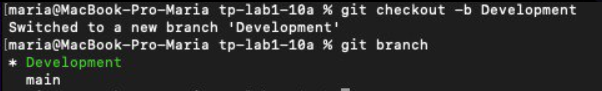 [maria@MacBook-Pro-Maria tp-lab1-10a % git checkout -b Development
Switched to a new branch 'Development'
[maria@MacBook-Pro-Maria tp-lab1-10a % git branch
* Development
  main